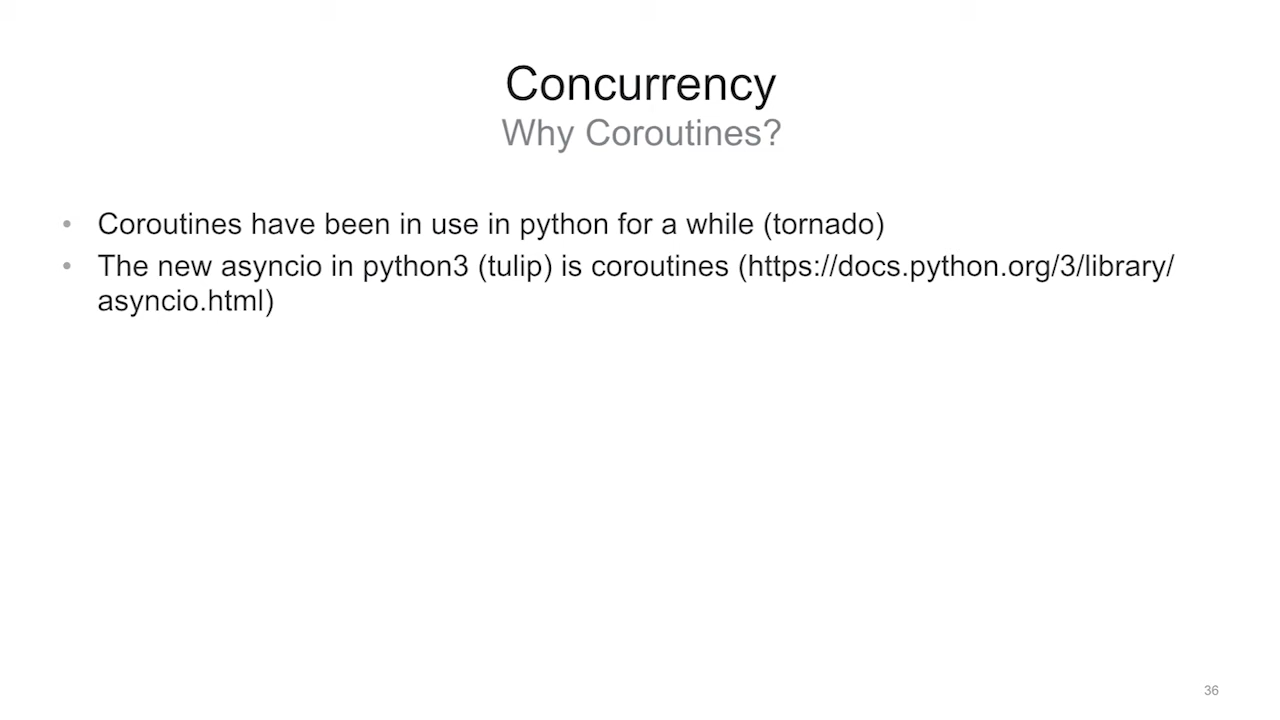 Concurrency
Why Coroutines?
• Coroutines have been in use in python for a while (tornado)
• The new asyncio in python3 (tulip) is coroutines (https://docs.python.org/3/library/
asyncio.html)
36